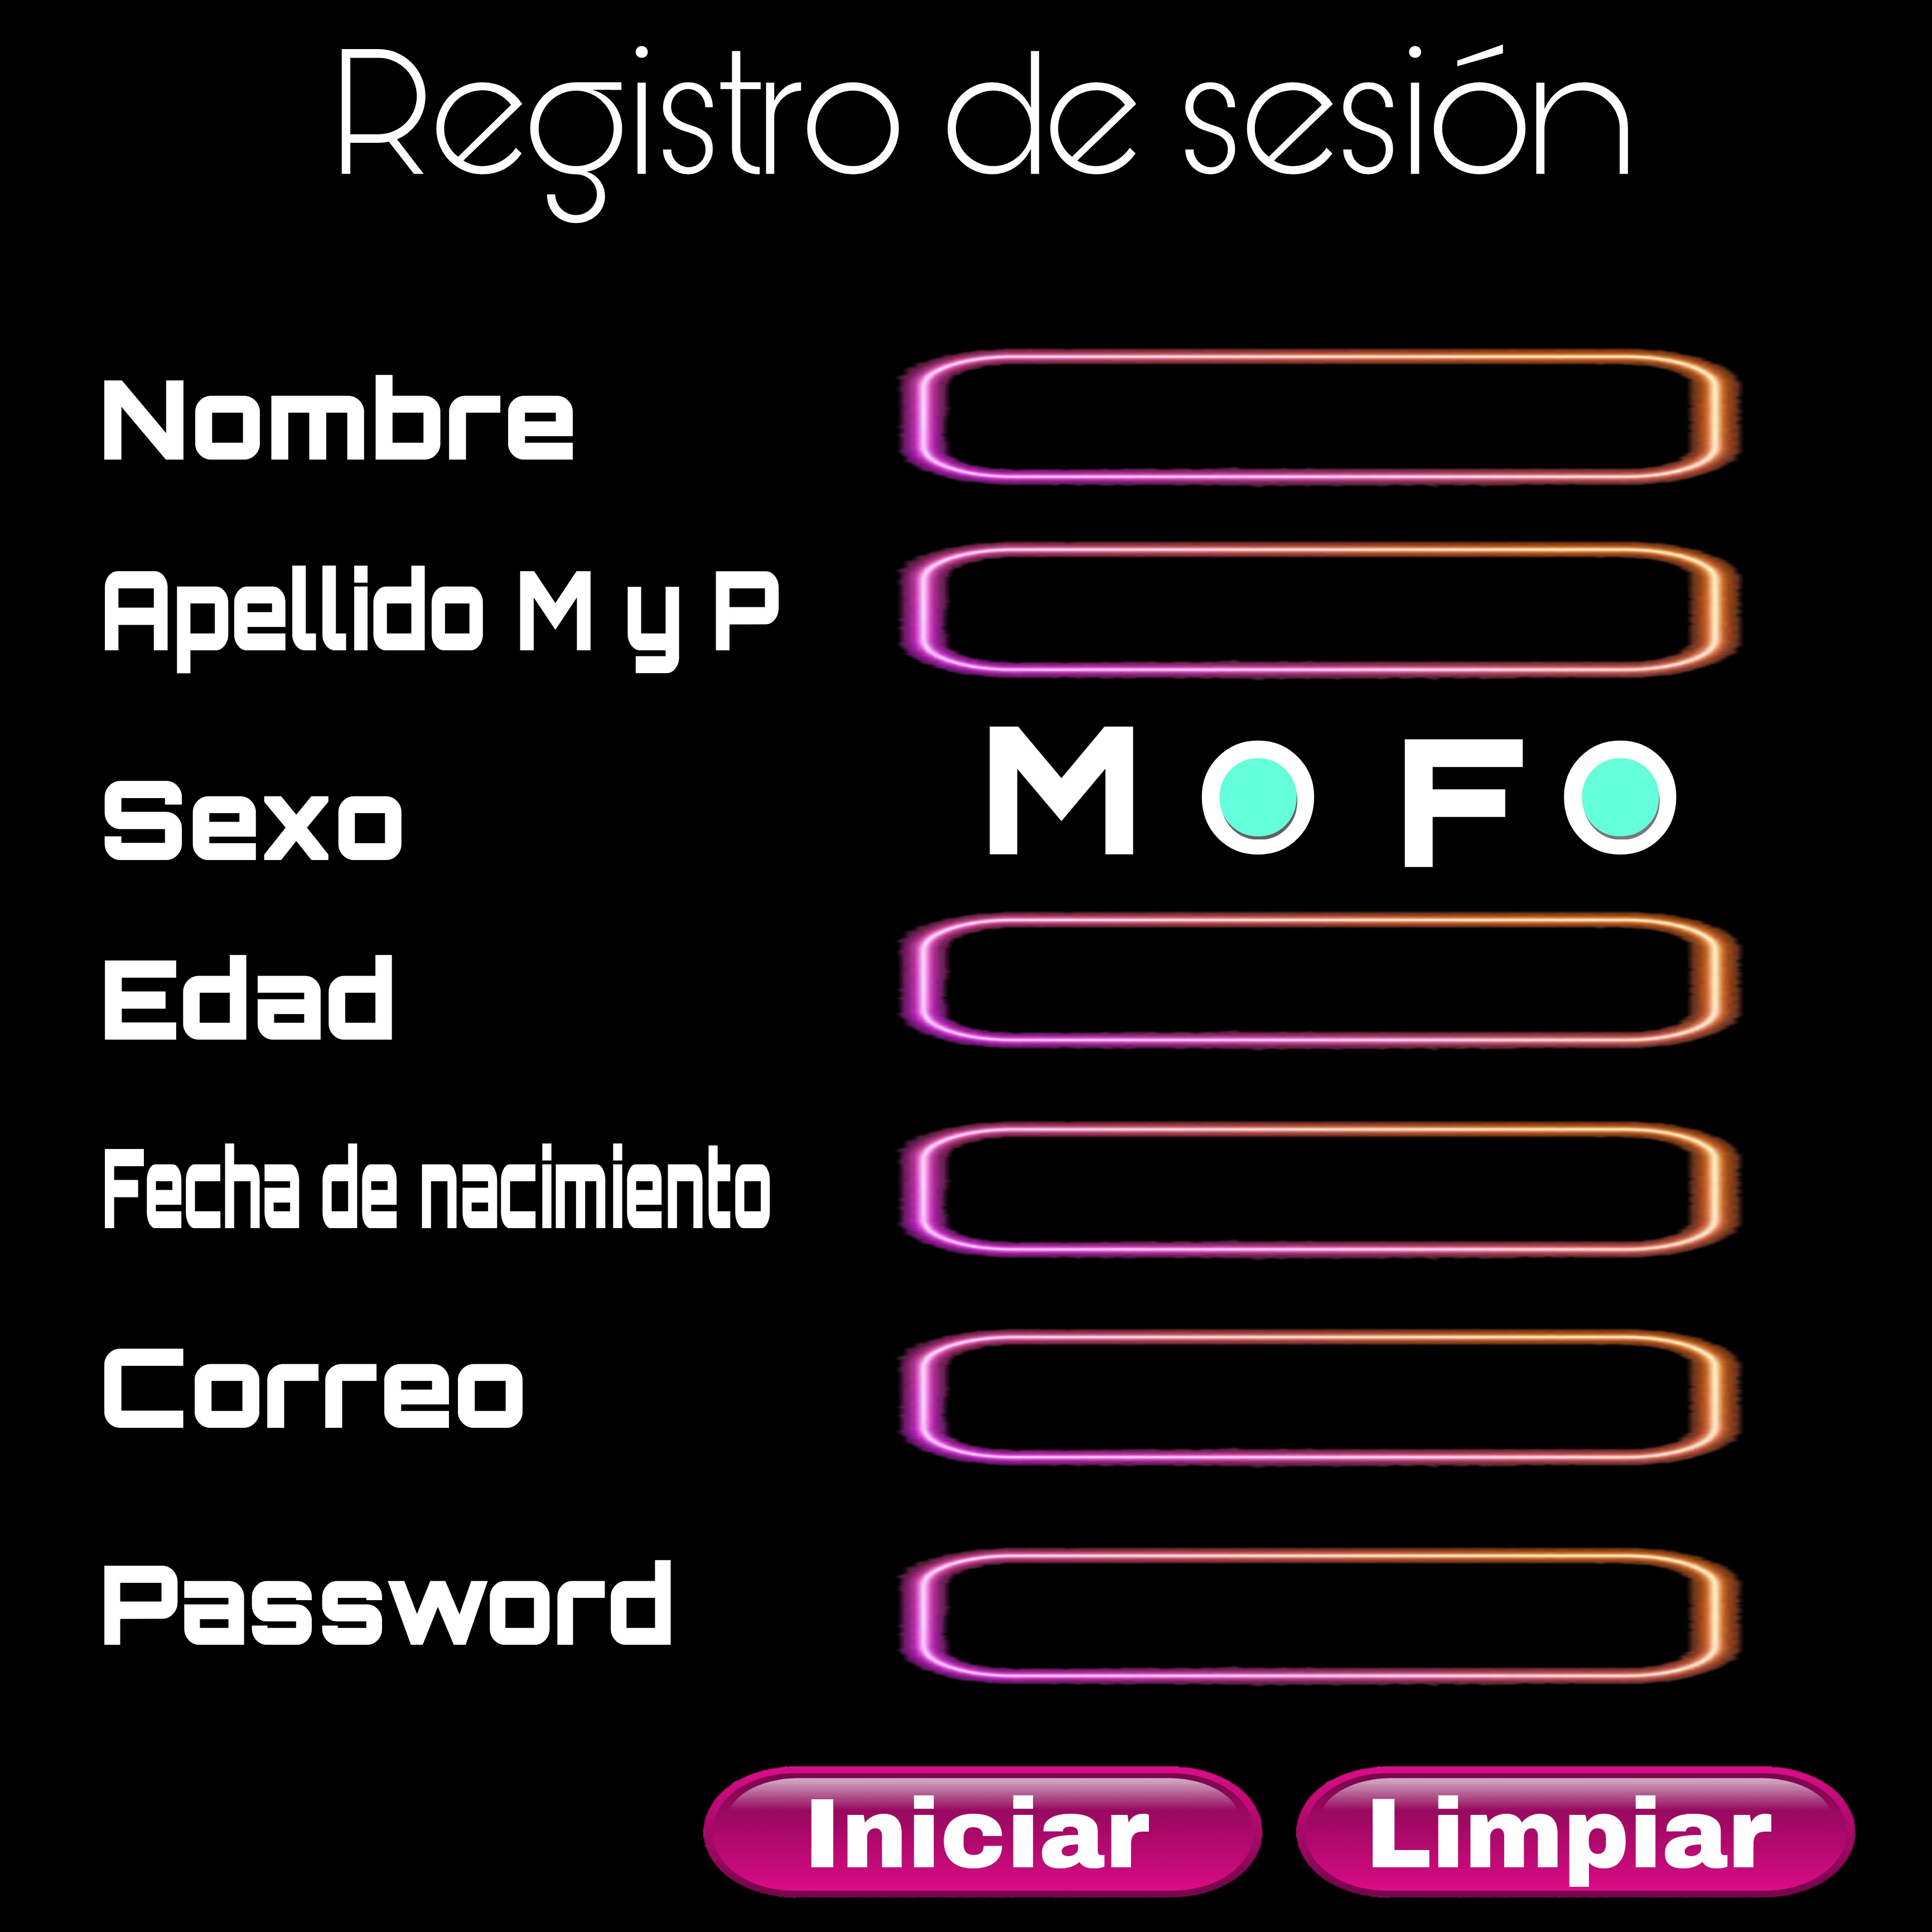 Registro de sesión
Nombre
Apellido M y P
Sexo M F
Edad
Fecha de nacimiento
Correo
Password
Iniciar Limpiar